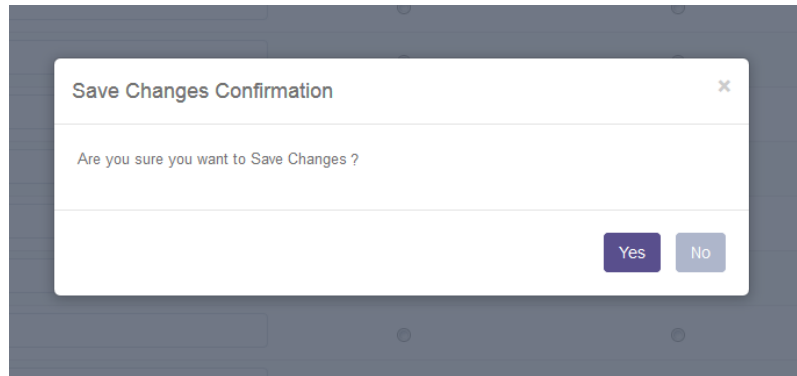 Save Changes Confirmation
×
Are you sure you want to Save Changes ?
Yes No